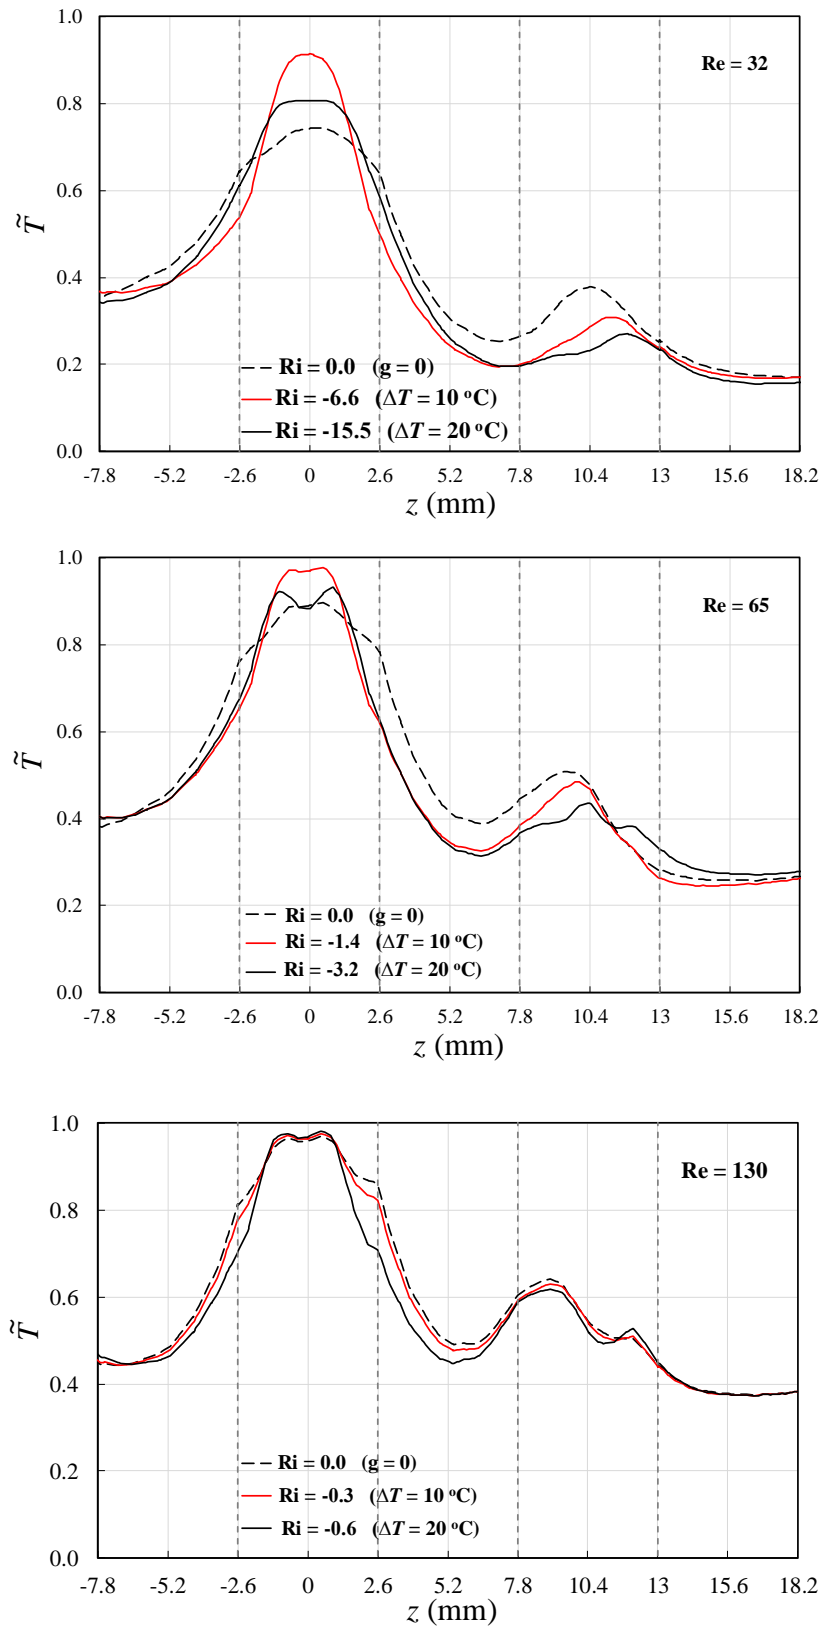 1.0
Re = 32
0.8
0.6
T̃
0.4
Ri = 0.0 (g = 0)
0.2
Ri = -6.6 (ΔT = 10 ºC)
Ri = -15.5 (ΔT = 20 ºC)
0.0
-7.8 -5.2 -2.6 0 2.6 5.2 7.8 10.4 13 15.6 18.2
z (mm)
1.0
Re = 65
0.8
0.6
T̃
0.4
0.2
Ri = 0.0 (g = 0)
Ri = -1.4 (ΔT = 10 ºC)
Ri = -3.2 (ΔT = 20 ºC)
0.0
-7.8 -5.2 -2.6 0 2.6 5.2 7.8 10.4 13 15.6 18.2
z (mm)
1.0
Re = 130
0.8
0.6
T̃
0.4
0.2
Ri = 0.0 (g = 0)
Ri = -0.3 (ΔT = 10 ºC)
Ri = -0.6 (ΔT = 20 ºC)
0.0
-7.8 -5.2 -2.6 0 2.6 5.2 7.8 10.4 13 15.6 18.2
z (mm)